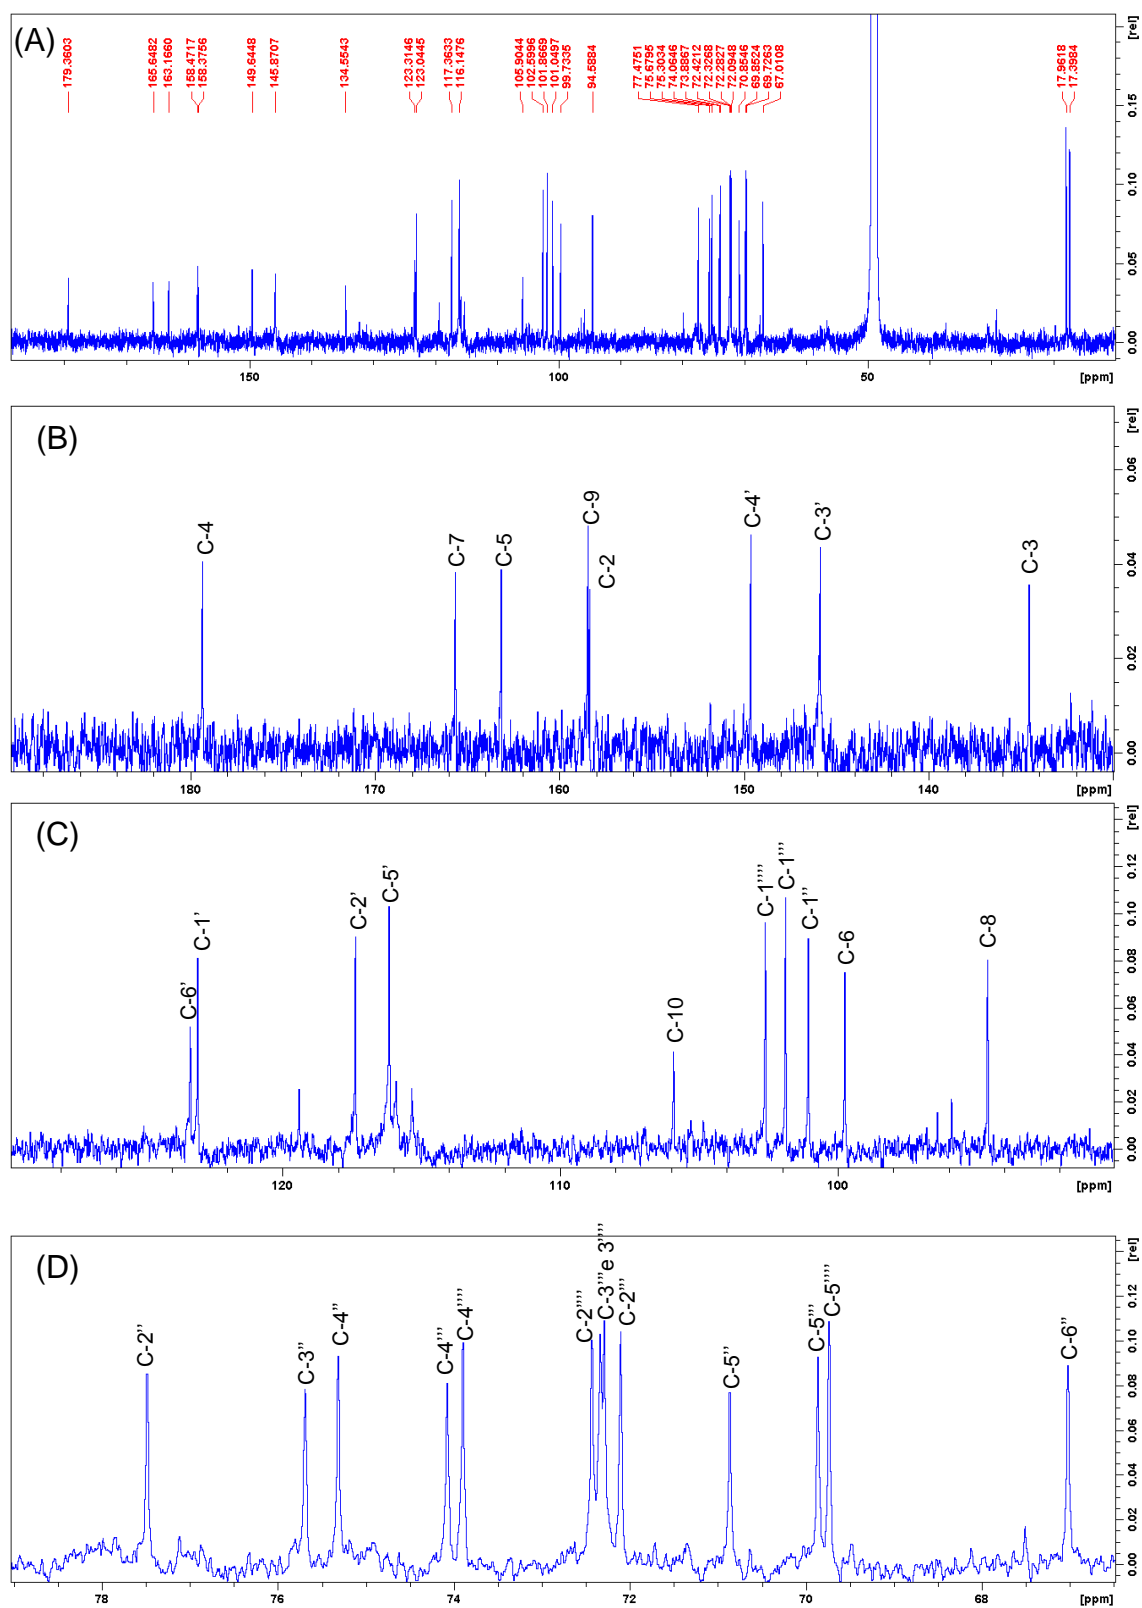 (A)
179.3603
165.6482
163.1660
158.4717
158.3756
149.6448
145.8707
134.5543
123.3146
123.0445
117.3633
116.1476
105.9044
102.5996
101.8669
101.0497
99.7335
94.5884
77.4751
75.6795
75.3034
74.0646
73.8867
72.4212
72.3268
72.2827
72.0948
70.8546
69.8524
69.7263
67.0108
17.9618
17.3984
[rel]
0.15
0.10
0.05
0.00
150
100
50
[ppm]
(B)
C-4
C-7
C-5
C-9
C-2
C-4'
C-3'
C-3
[rel]
0.06
0.04
0.02
0.00
180
170
160
150
140
[ppm]
(C)
C-6'
C-1'
C-2'
C-5'
C-10
C-1''''
C-1'''
C-1''
C-6
C-8
[rel]
0.12
0.10
0.08
0.06
0.04
0.02
0.00
120
110
100
[ppm]
(D)
C-2''
C-3''
C-4''
C-4'''
C-4''''
C-2''''
C-3''' e 3''''
C-2'''
C-5''
C-5'''
C-5''''
C-6''
[rel]
0.12
0.10
0.08
0.06
0.04
0.02
0.00
78
76
74
72
70
68
[ppm]